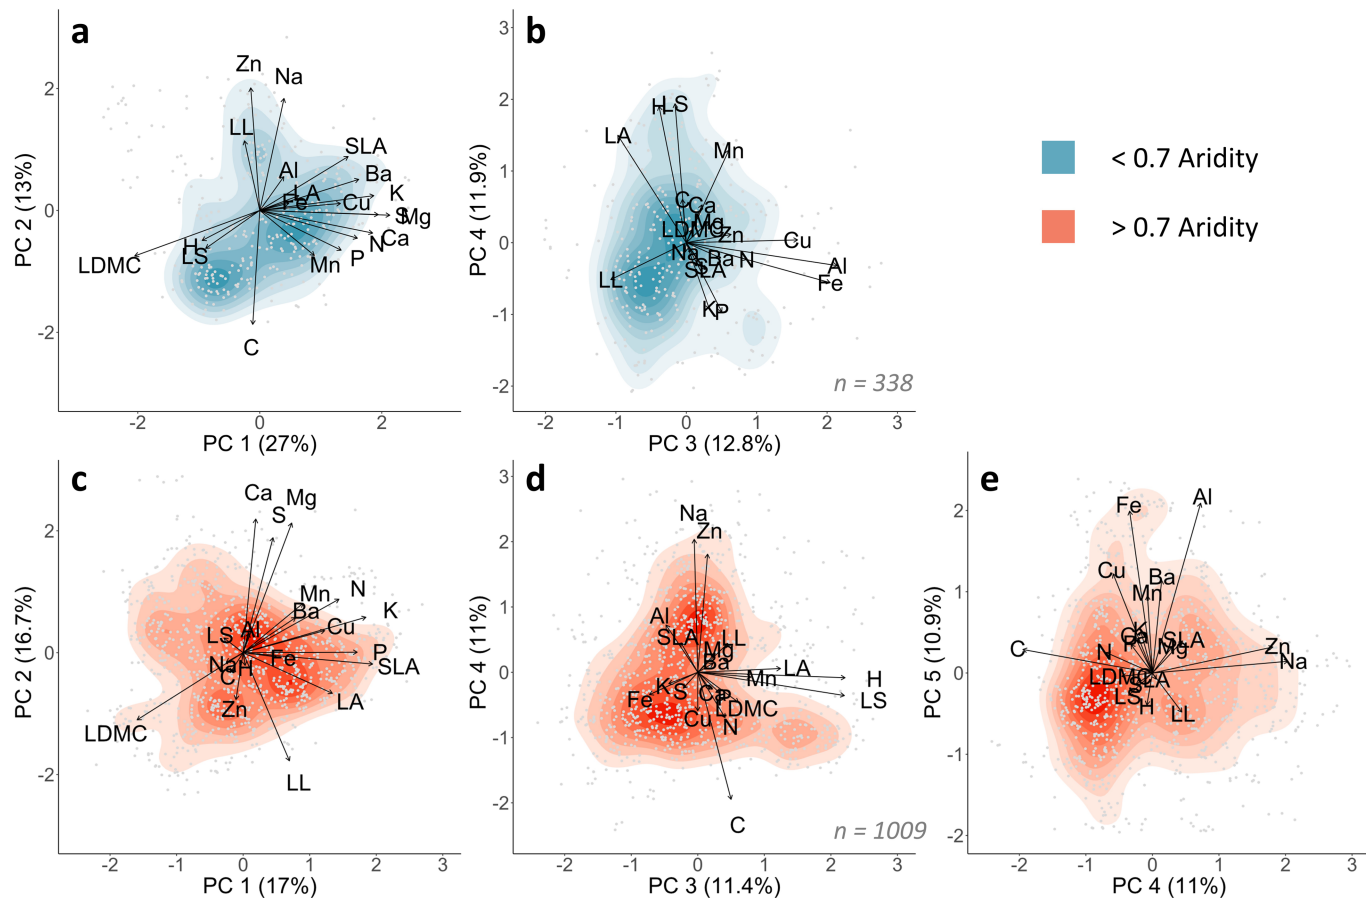 a
Zn
Na
LL
SLA
Al
Ba
LA
K
Fe
Cu
S
Mg
H
N
Ca
LS
P
LDMC
Mn
C
2
0
-2
-2
0
2
PC 2 (13%)
PC 1 (27%)
b
H
LS
LA
Mn
C
Ca
Mg
LDMC
Zn
Cu
Na
Ba
N
S
SLA
Al
LL
Fe
K
P
3
2
1
0
-1
-2
-2
-1
0
1
2
3
PC 4 (11.9%)
PC 3 (12.8%)
n = 338
< 0.7 Aridity
> 0.7 Aridity
c
Ca
Mg
S
N
Mn
Ba
K
Cu
LS
Al
P
Fe
Na
H
SLA
C
LA
Zn
LDMC
LL
2
0
-2
-2
-1
0
1
2
3
PC 2 (16.7%)
PC 1 (17%)
d
Na
Zn
Al
SLA
LL
Mg
Ba
LA
Mn
H
K
S
Fe
Ca
P
LS
LDMC
Cu
N
C
3
2
1
0
-1
-2
-2
-1
0
1
2
3
PC 4 (11%)
PC 3 (11.4%)
n = 1009
e
Fe
Al
Cu
Ba
Mn
K
Ca
P
SLA
Mg
Zn
C
N
Na
LDMC
LA
S
LS
H
LL
2
1
0
-1
-2
-2
-1
0
1
2
3
PC 5 (10.9%)
PC 4 (11%)